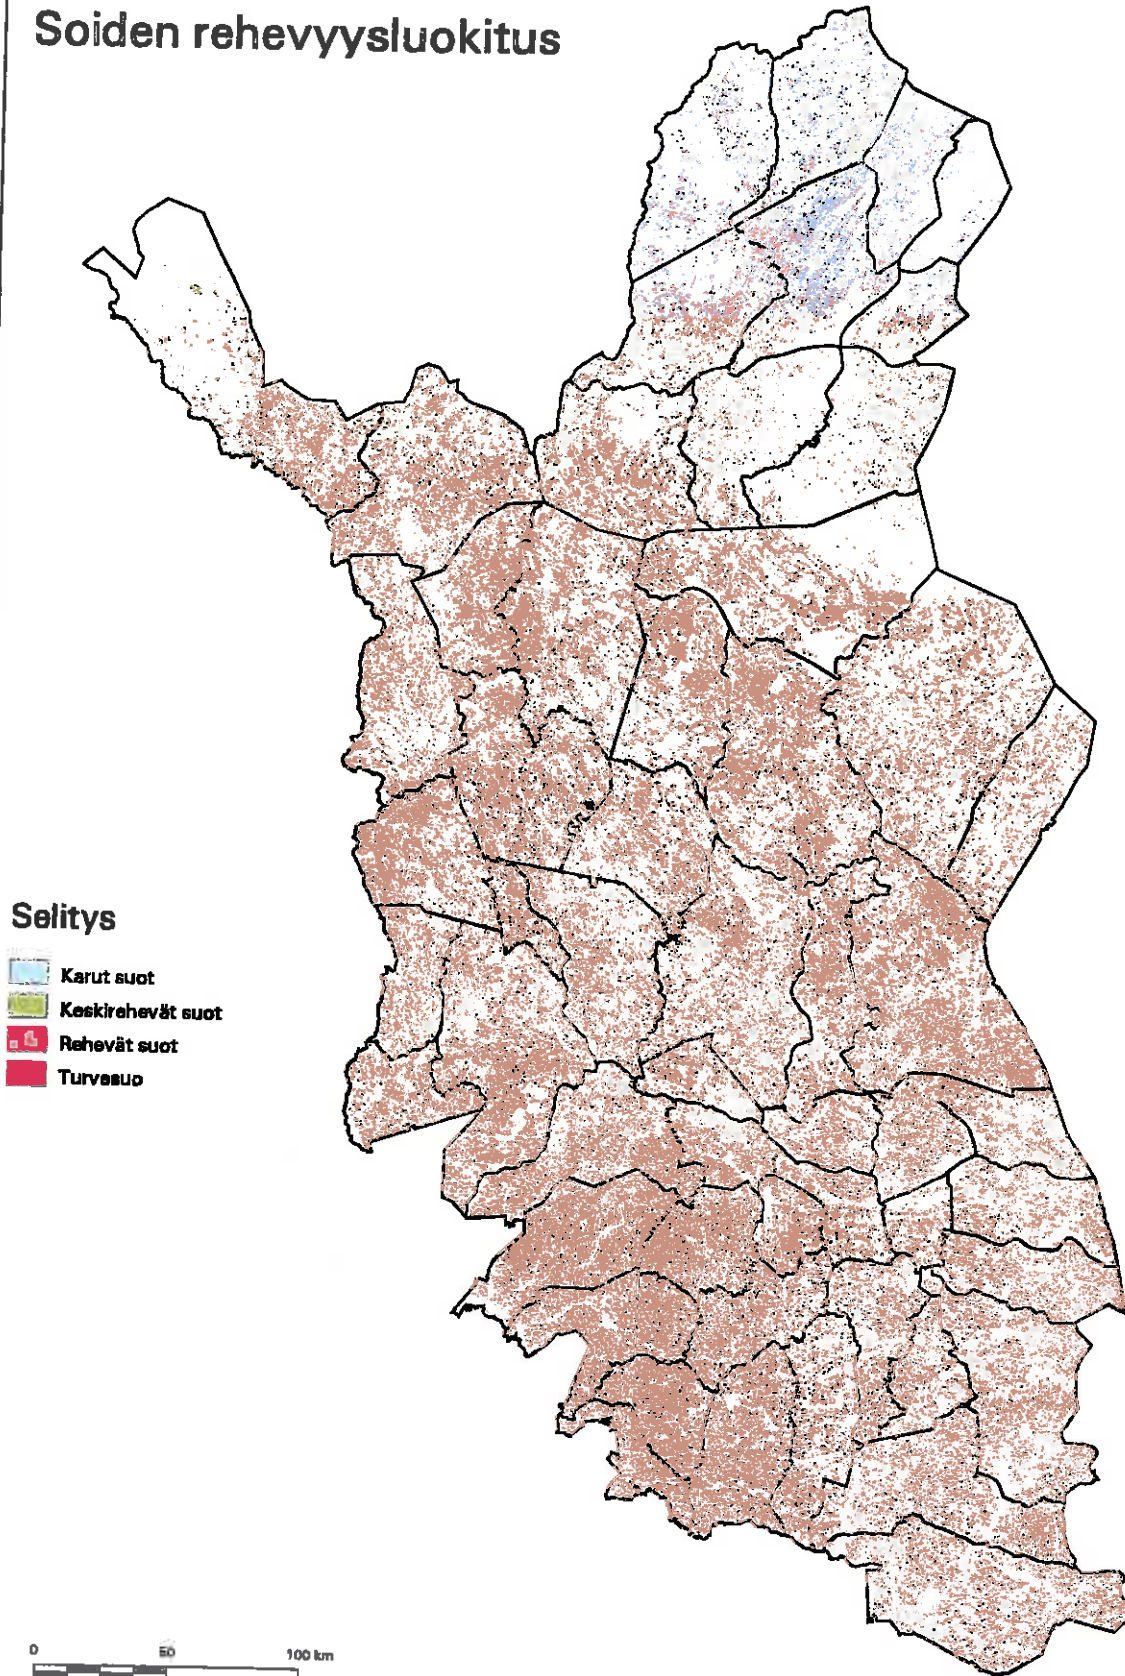 Soiden rehevyysluokitus
Selitys
Karut suot
Keskirehevät suot
Rehevät suot
Turvesuo
0 50 100 km